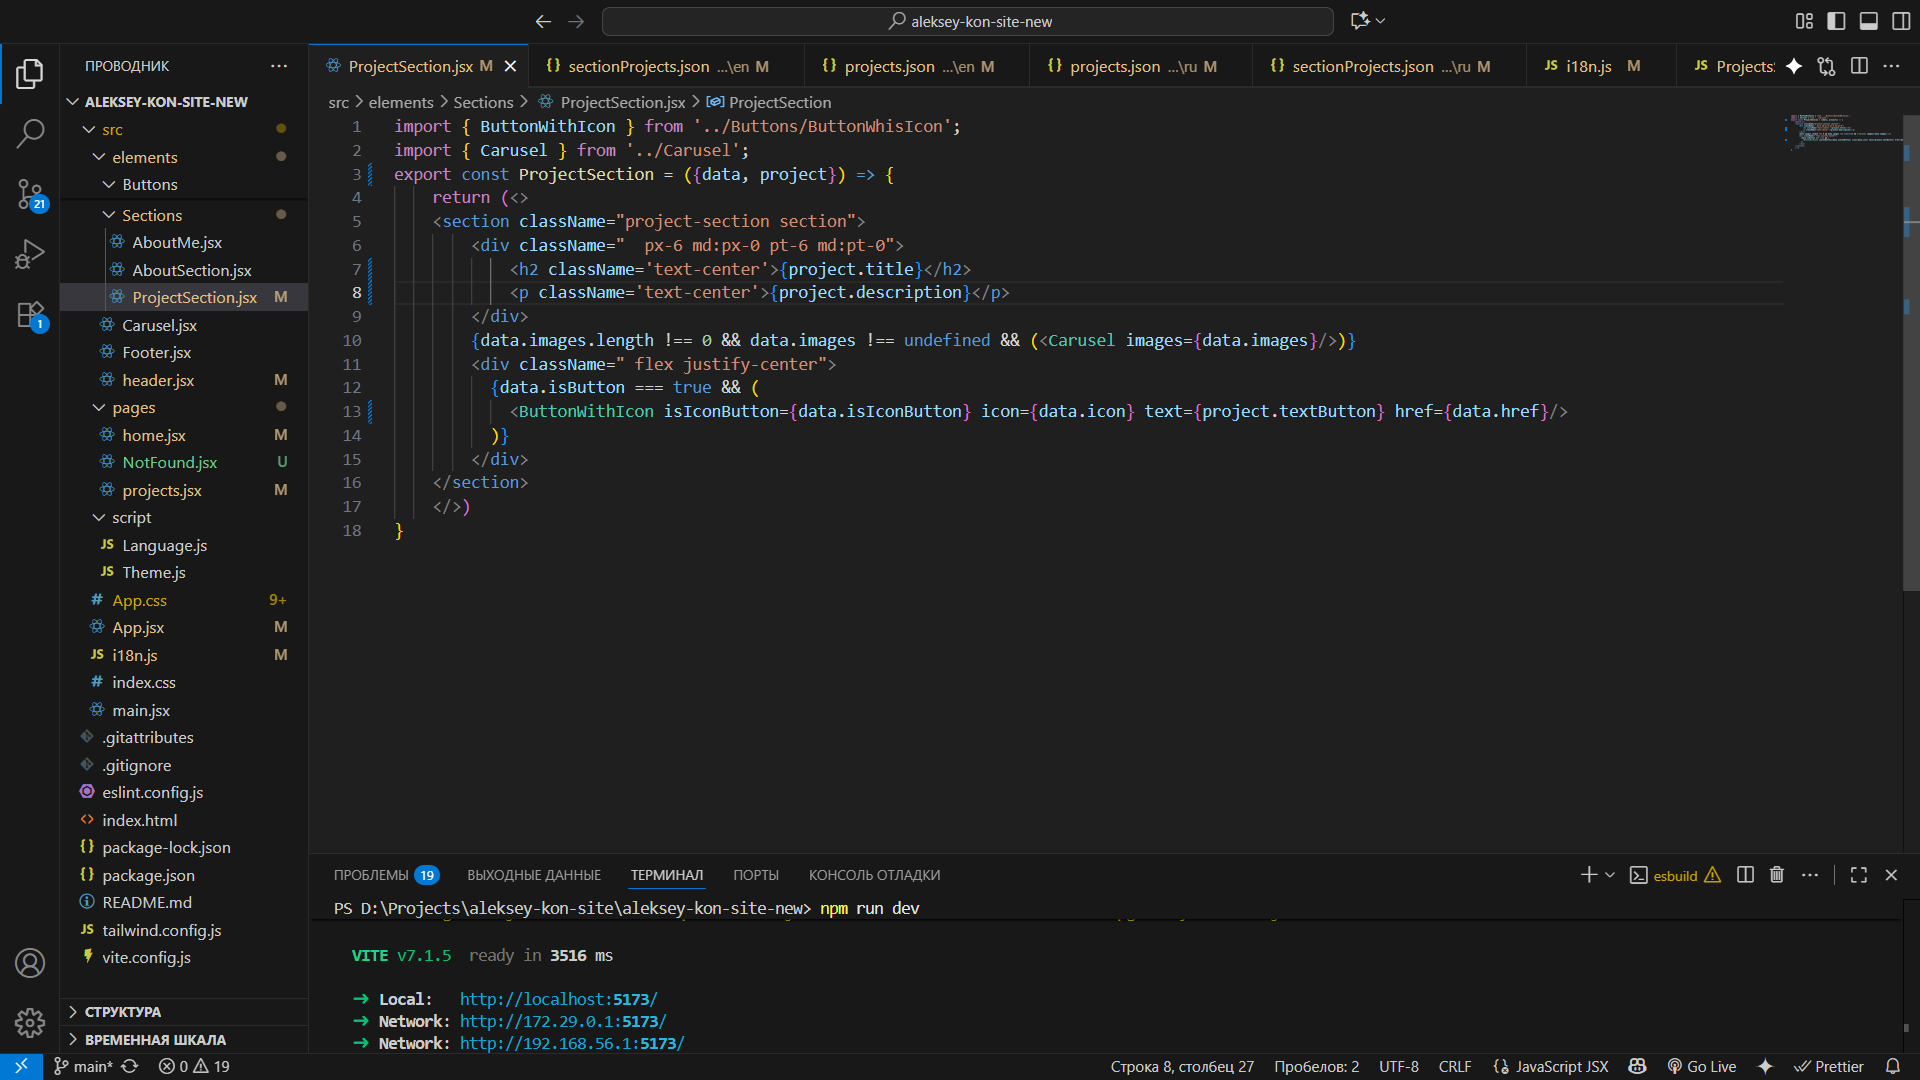 aleksey-kon-site-new
ПРОВОДНИК
ALEKSEY-KON-SITE-NEW
src
elements
Buttons
Sections
AboutMe.jsx
AboutSection.jsx
ProjectSection.jsx M
Carusel.jsx
Footer.jsx
header.jsx M
pages
home.jsx M
NotFound.jsx U
projects.jsx M
script
JS Language.js
JS Theme.js
# App.css 9+
App.jsx M
JS i18n.js M
# index.css
main.jsx
.gitattributes
.gitignore
eslint.config.js
<> index.html
{} package-lock.json
{} package.json
README.md
JS tailwind.config.js
vite.config.js
СТРУКТУРА
ВРЕМЕННАЯ ШКАЛА
21
1
ProjectSection.jsx M
{} sectionProjects.json ...\en M
{} projects.json ...\en M
{} projects.json ...\ru M
{} sectionProjects.json ...\ru M
JS i18n.js M
JS Projects
src > elements > Sections > ProjectSection.jsx > ProjectSection
1 import { ButtonWithIcon } from '../Buttons/ButtonWhisIcon';
2 import { Carusel } from '../Carusel';
3 export const ProjectSection = ({data, project}) => {
4 return (<>
5 <section className="project-section section">
6 <div className="  px-6 md:px-0 pt-6 md:pt-0">
7 <h2 className='text-center'>{project.title}</h2>
8 <p className='text-center'>{project.description}</p>
9 </div>
10 {data.images.length !== 0 && data.images !== undefined && (<Carusel images={data.images}/>)}
11 <div className=" flex justify-center">
12 {data.isButton === true && (
13 <ButtonWithIcon isIconButton={data.isIconButton} icon={data.icon} text={project.textButton} href={data.href}/>
14 )}
15 </div>
16 </section>
17 </>)
18 }
ПРОБЛЕМЫ 19
ВЫХОДНЫЕ ДАННЫЕ
ТЕРМИНАЛ
ПОРТЫ
КОНСОЛЬ ОТЛАДКИ
esbuild
PS D:\Projects\aleksey-kon-site\aleksey-kon-site-new> npm run dev
VITE v7.1.5 ready in 3516 ms
➜ Local: http://localhost:5173/
➜ Network: http://172.29.0.1:5173/
➜ Network: http://192.168.56.1:5173/
main* 0 19
Строка 8, столбец 27
Пробелов: 2
UTF-8
CRLF
{} JavaScript JSX
Go Live
Prettier